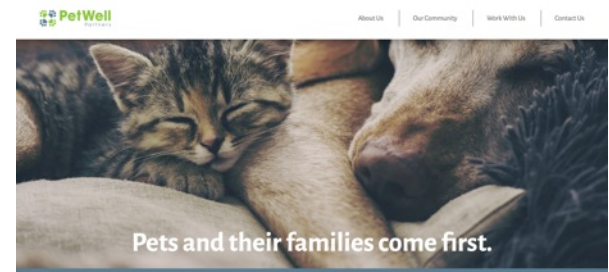 PetWell
Partners
About Us
Our Community
Work With Us
Contact Us
Pets and their families come first.